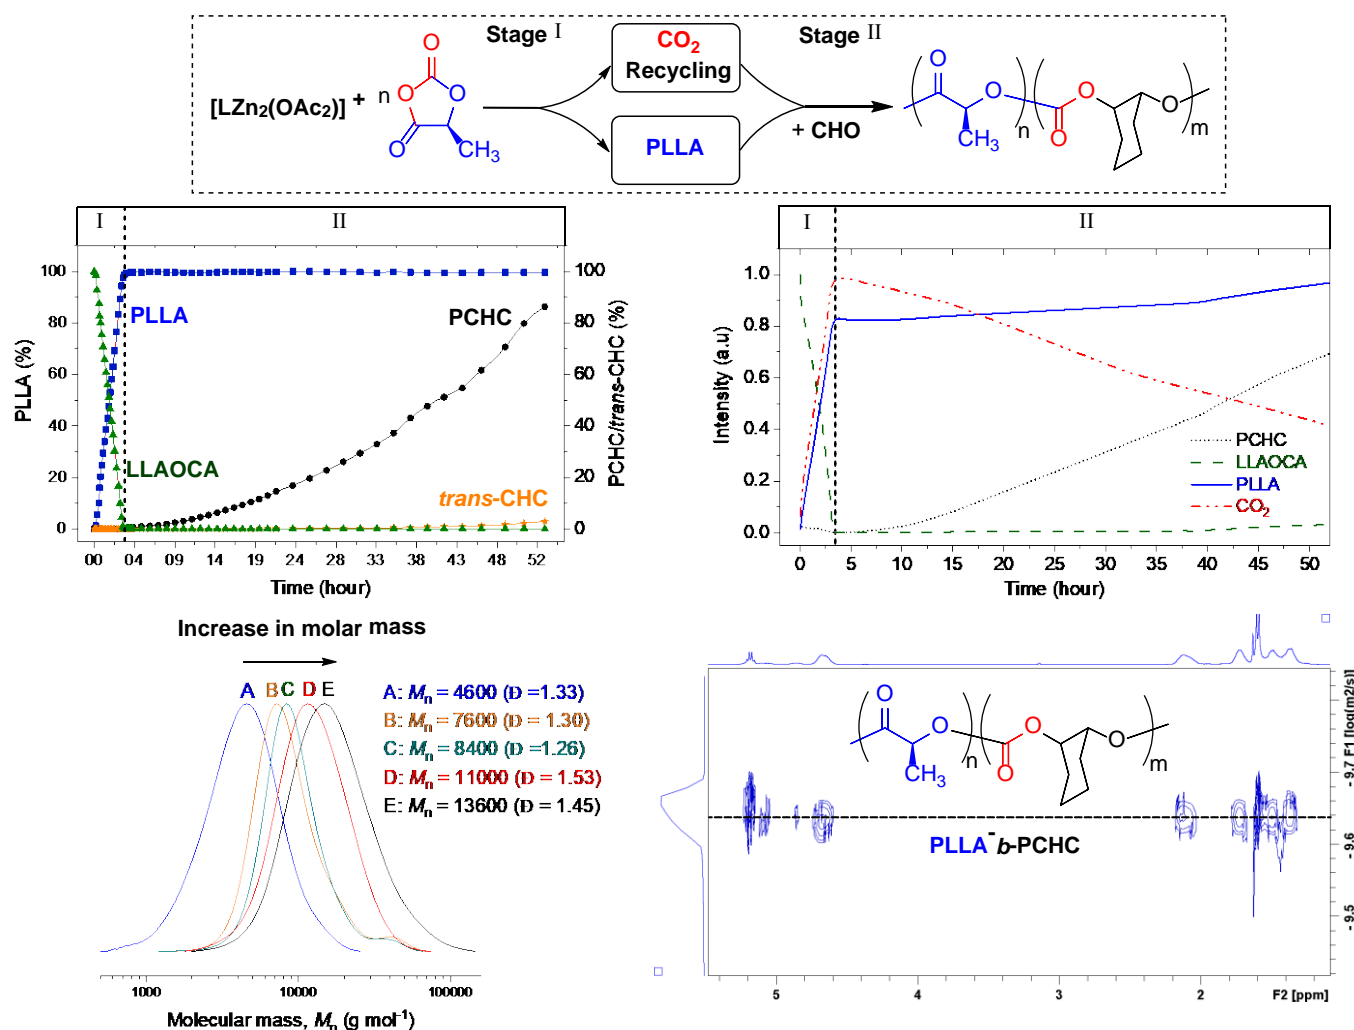 Stage I
CO2
Recycling
Stage II
[LZn2(OAc2)] + n
O
O
O
O
CH3
PLLA
+ CHO
O
O
CH3
n
O
O
O
m
I
II
100
80
60
40
20
0
PLLA (%)
100
80
60
40
20
0
PCHC/trans-CHC (%)
PLLA
PCHC
LLAOCA
trans-CHC
00 04 09 14 19 21 28 33 38 43 48 52
Time (hour)
I
II
1.0
0.8
0.6
0.4
0.2
0.0
Intensity (a.u)
PCHC
LLAOCA
PLLA
CO2
0 5 10 15 20 25 30 35 40 45 50
Time (hour)
Increase in molar mass
A B C D E
A: Mn = 4600 (Đ =1.33)
B: Mn = 7600 (Đ =1.30)
C: Mn = 8400 (Đ =1.26)
D: Mn = 11000 (Đ =1.53)
E: Mn = 13600 (Đ = 1.45)
1000 10000 100000
Molecular mass, Mn (g mol-1)
O
O
CH3
n
O
O
O
m
PLLA-b-PCHC
5 4 3 2 F2 [ppm]
- 9.7
- 9.6
- 9.5
F1 [log(m2/s)]